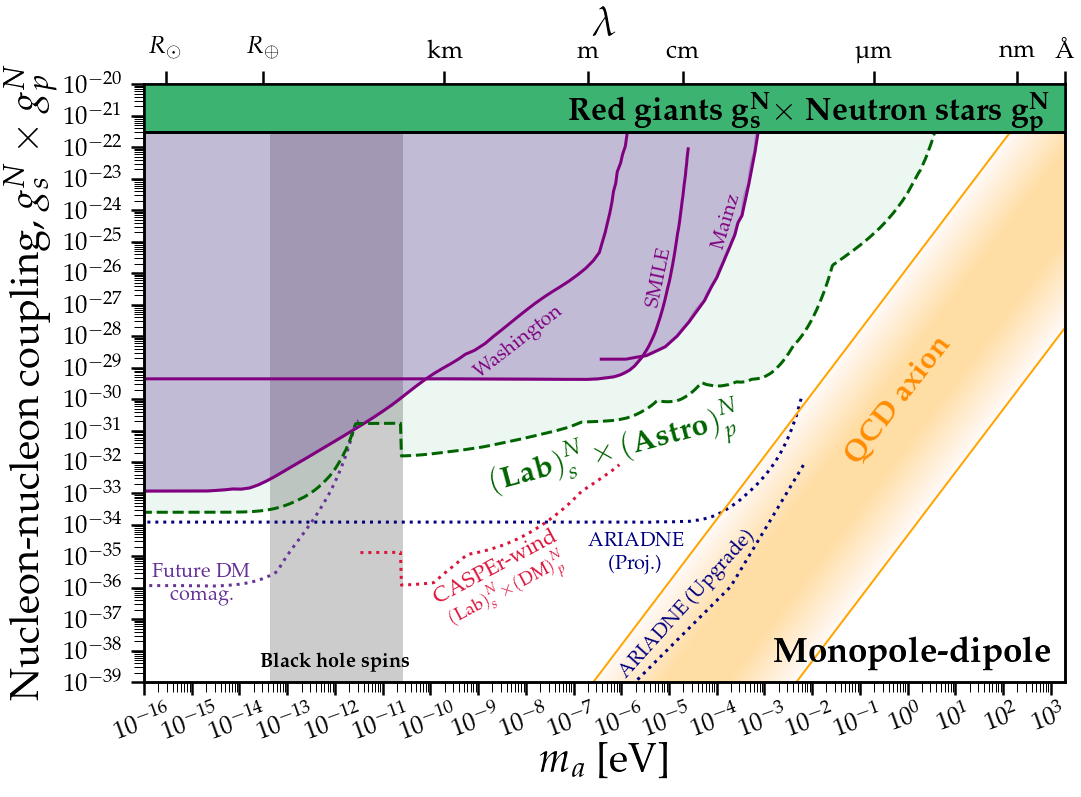 λ
R☉ R⊕ km m cm μm nm Å
Nucleon-nucleon coupling, g_s^N × g_p^N
10^−20
10^−21
10^−22
10^−23
10^−24
10^−25
10^−26
10^−27
10^−28
10^−29
10^−30
10^−31
10^−32
10^−33
10^−34
10^−35
10^−36
10^−37
10^−38
10^−39
Red giants g_s^N × Neutron stars g_p^N
Washington
SMILE
Mainz
(Lab)_s^N × (Astro)_p^N
QCD axion
ARIADNE
(Proj.)
ARIADNE (Upgrade)
CASPEr-wind
(Lab)_s^N × (DM)_p^N
Future DM
comag.
Black hole spins
Monopole-dipole
10^−16 10^−15 10^−14 10^−13 10^−12 10^−11 10^−10 10^−9 10^−8 10^−7 10^−6 10^−5 10^−4 10^−3 10^−2 10^−1 10^0 10^1 10^2 10^3
m_a [eV]